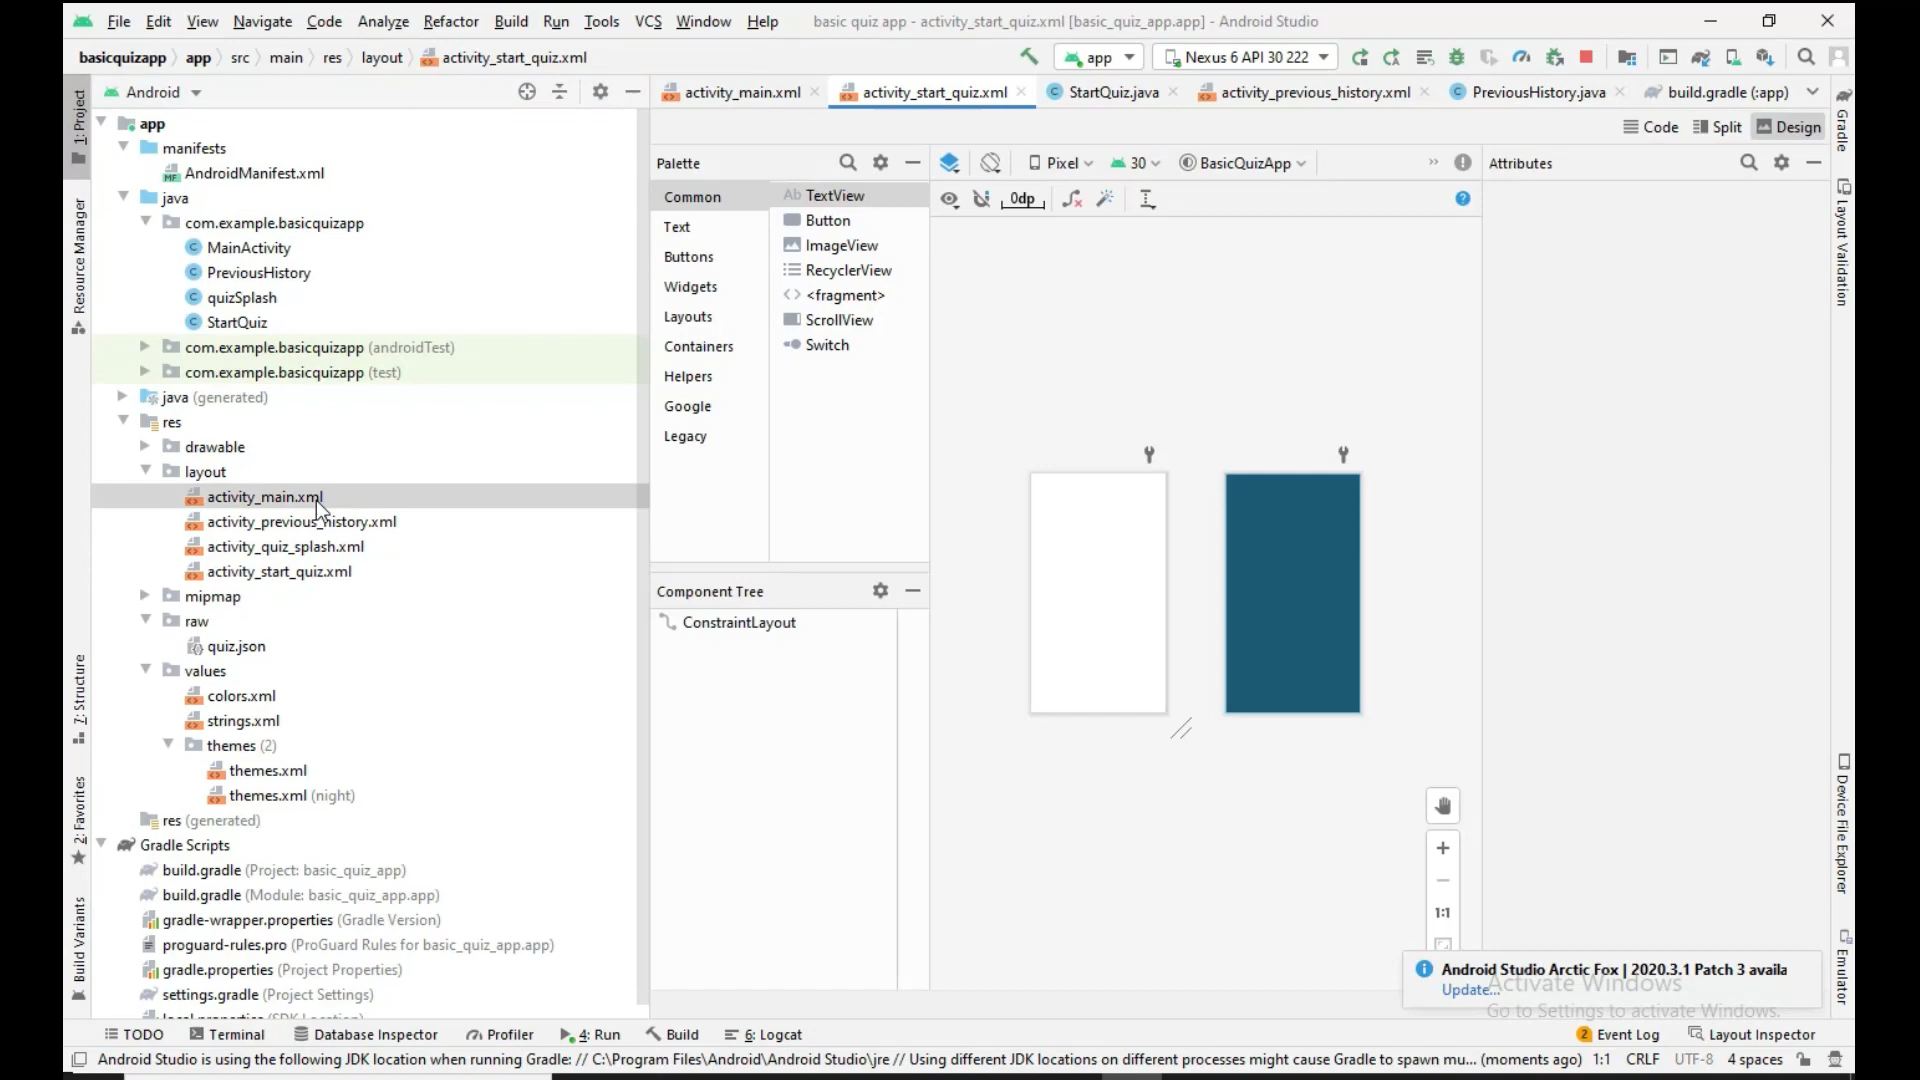 File Edit View Navigate Code Analyze Refactor Build Run Tools VCS Window Help basic quiz app - activity_start_quiz.xml [basic_quiz_app.app] - Android Studio
basicquizapp app src main res layout activity_start_quiz.xml
app Nexus 6 API 30 222
Android
activity_main.xml activity_start_quiz.xml StartQuiz.java activity_previous_history.xml PreviousHistory.java build.gradle (:app)
Code Split Design
1: Project
Resource Manager
7: Structure
2: Favorites
Build Variants
app
manifests
AndroidManifest.xml
java
com.example.basicquizapp
MainActivity
PreviousHistory
quizSplash
StartQuiz
com.example.basicquizapp (androidTest)
com.example.basicquizapp (test)
java (generated)
res
drawable
layout
activity_main.xml
activity_previous_history.xml
activity_quiz_splash.xml
activity_start_quiz.xml
mipmap
raw
quiz.json
values
colors.xml
strings.xml
themes (2)
themes.xml
themes.xml (night)
res (generated)
Gradle Scripts
build.gradle (Project: basic_quiz_app)
build.gradle (Module: basic_quiz_app.app)
gradle-wrapper.properties (Gradle Version)
proguard-rules.pro (ProGuard Rules for basic_quiz_app.app)
gradle.properties (Project Properties)
settings.gradle (Project Settings)
Palette
Common
Text
Buttons
Widgets
Layouts
Containers
Helpers
Google
Legacy
Ab TextView
Button
ImageView
RecyclerView
<fragment>
ScrollView
Switch
Component Tree
ConstraintLayout
Pixel 30 BasicQuizApp
0dp
1:1
Attributes
Gradle
Layout Validation
Device File Explorer
Emulator
Android Studio Arctic Fox | 2020.3.1 Patch 3 availa
Update...
Activate Windows
Go to Settings to activate Windows.
TODO Terminal Database Inspector Profiler 4: Run Build 6: Logcat 2 Event Log Layout Inspector
Android Studio is using the following JDK location when running Gradle: // C:\Program Files\Android\Android Studio\jre // Using different JDK locations on different processes might cause Gradle to spawn mu... (moments ago) 1:1 CRLF UTF-8 4 spaces